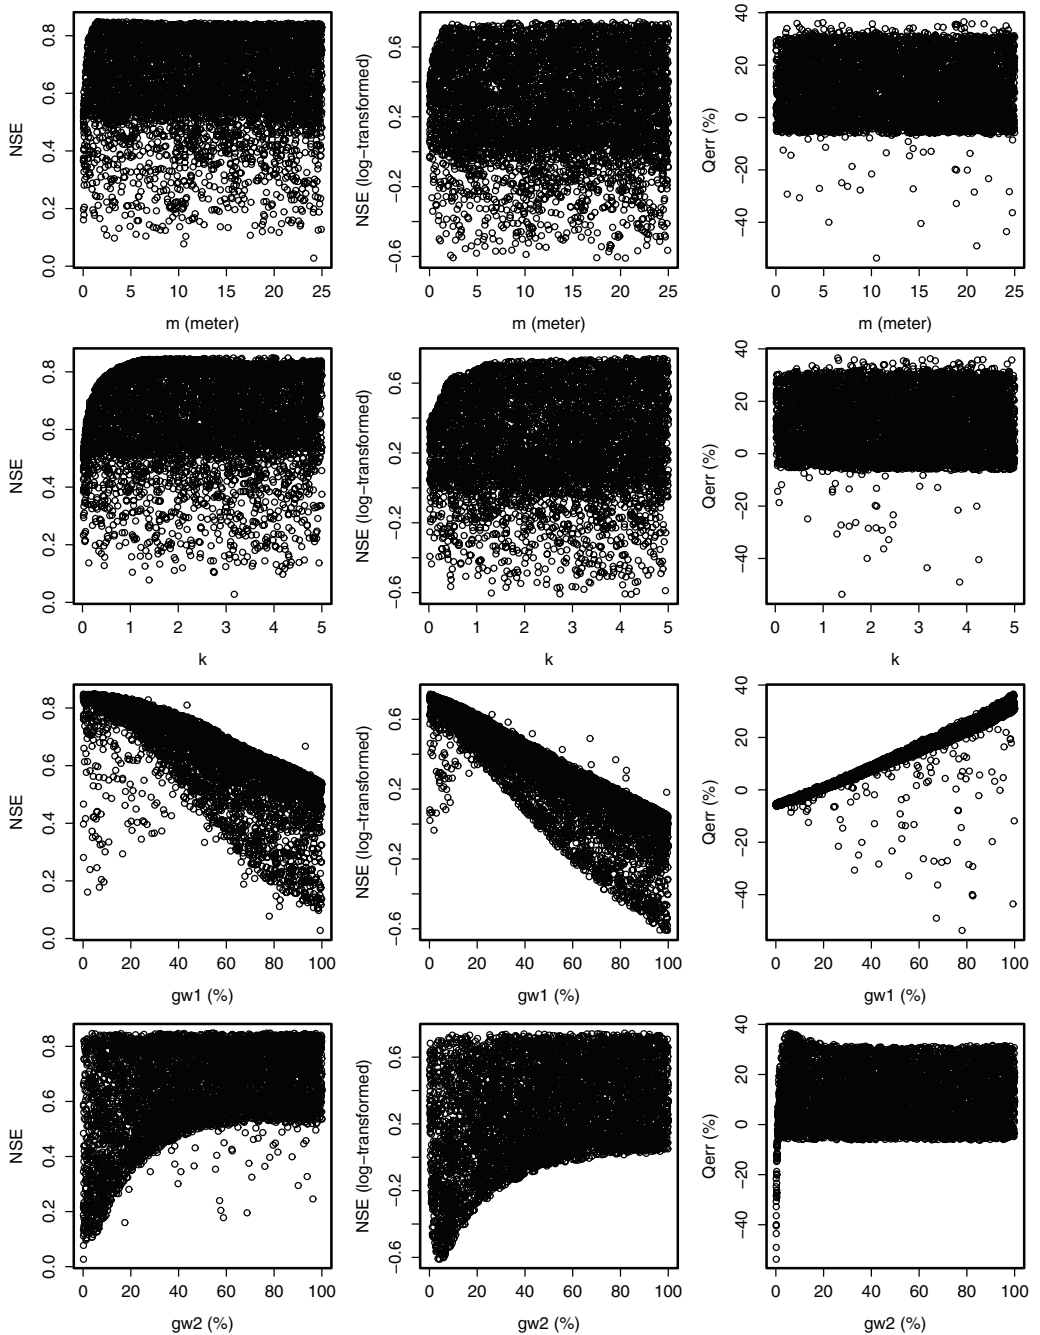 NSE
0.0 0.2 0.4 0.6 0.8
0 5 10 15 20 25
m (meter)
NSE (log−transformed)
−0.6 −0.2 0.2 0.6
0 5 10 15 20 25
m (meter)
Qerr (%)
−40 −20 0 20 40
0 5 10 15 20 25
m (meter)
NSE
0.0 0.2 0.4 0.6 0.8
0 1 2 3 4 5
k
NSE (log−transformed)
−0.6 −0.2 0.2 0.6
0 1 2 3 4 5
k
Qerr (%)
−40 −20 0 20 40
0 1 2 3 4 5
k
NSE
0.0 0.2 0.4 0.6 0.8
0 20 40 60 80 100
gw1 (%)
NSE (log−transformed)
−0.6 −0.2 0.2 0.6
0 20 40 60 80 100
gw1 (%)
Qerr (%)
−40 −20 0 20 40
0 20 40 60 80 100
gw1 (%)
NSE
0.0 0.2 0.4 0.6 0.8
0 20 40 60 80 100
gw2 (%)
NSE (log−transformed)
−0.6 −0.2 0.2 0.6
0 20 40 60 80 100
gw2 (%)
Qerr (%)
−40 −20 0 20 40
0 20 40 60 80 100
gw2 (%)